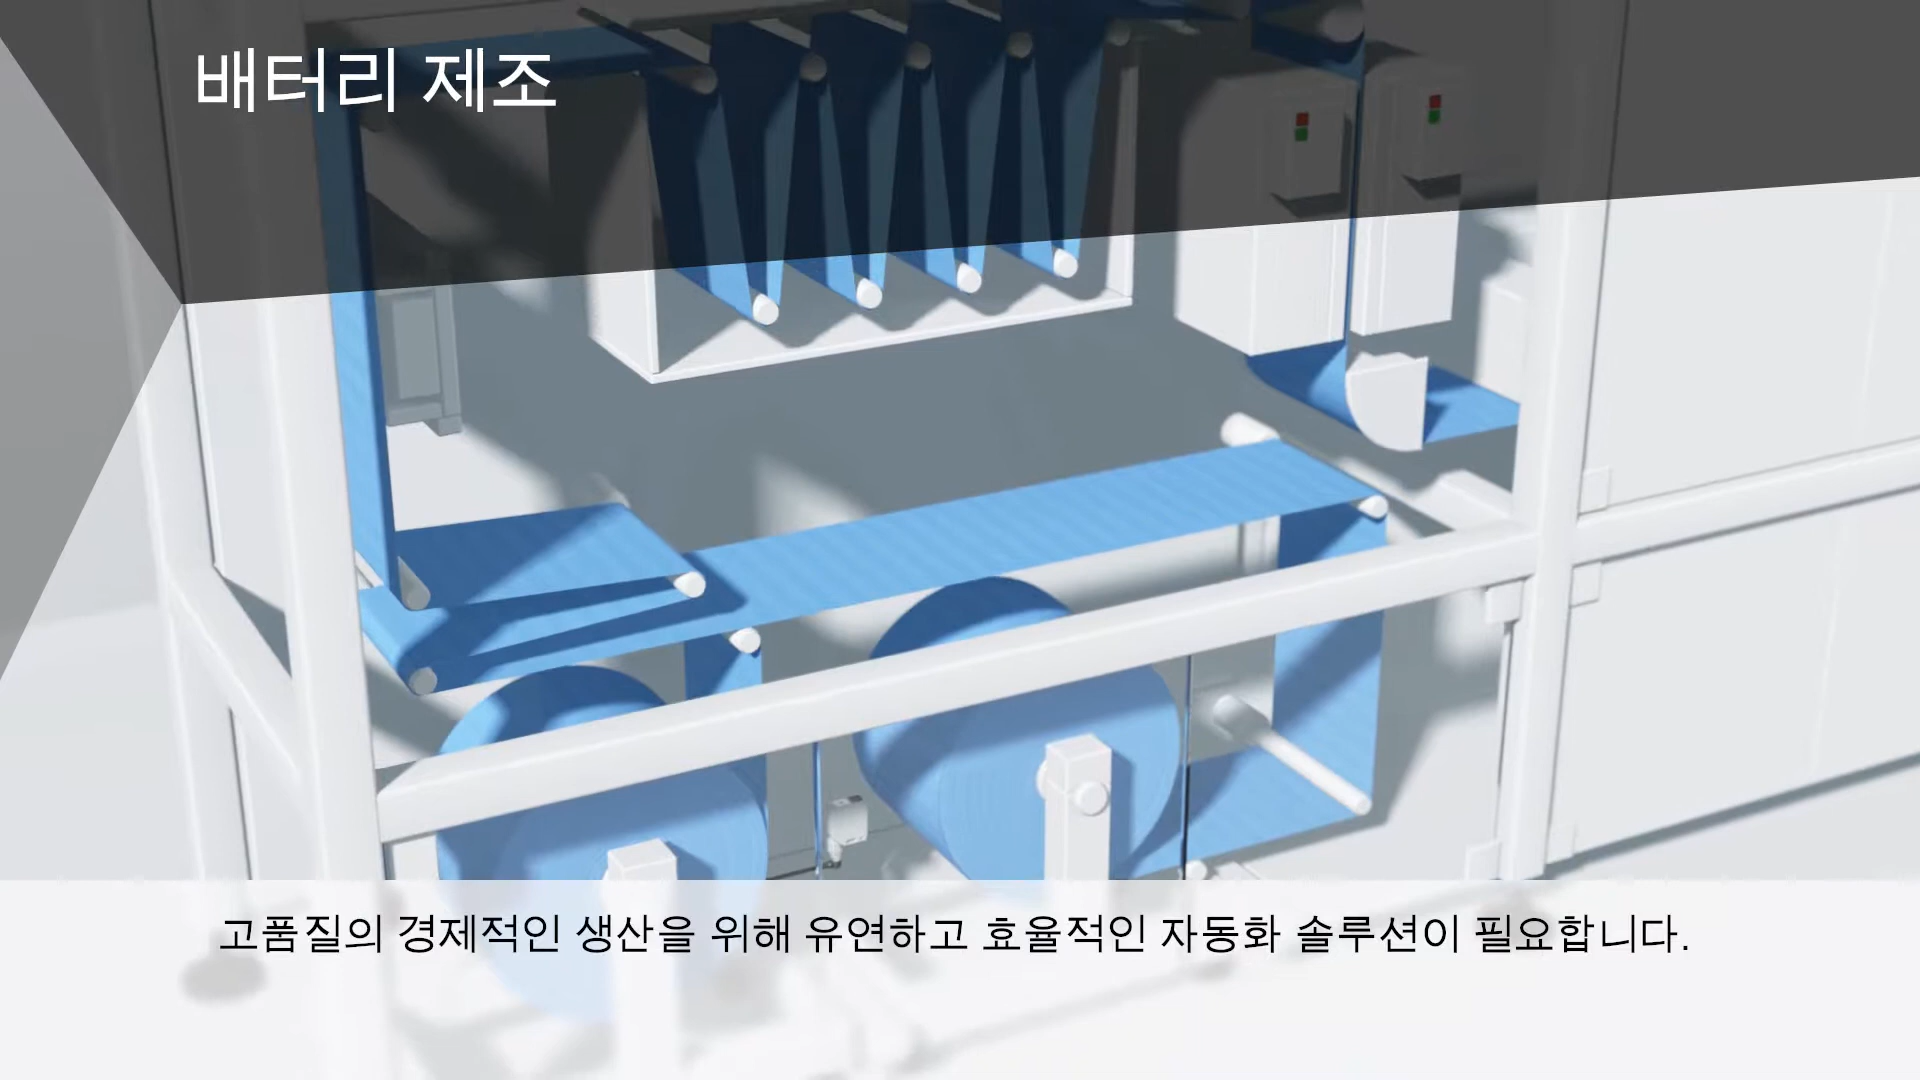 배터리 제조
고품질의 경제적인 생산을 위해 유연하고 효율적인 자동화 솔루션이 필요합니다.